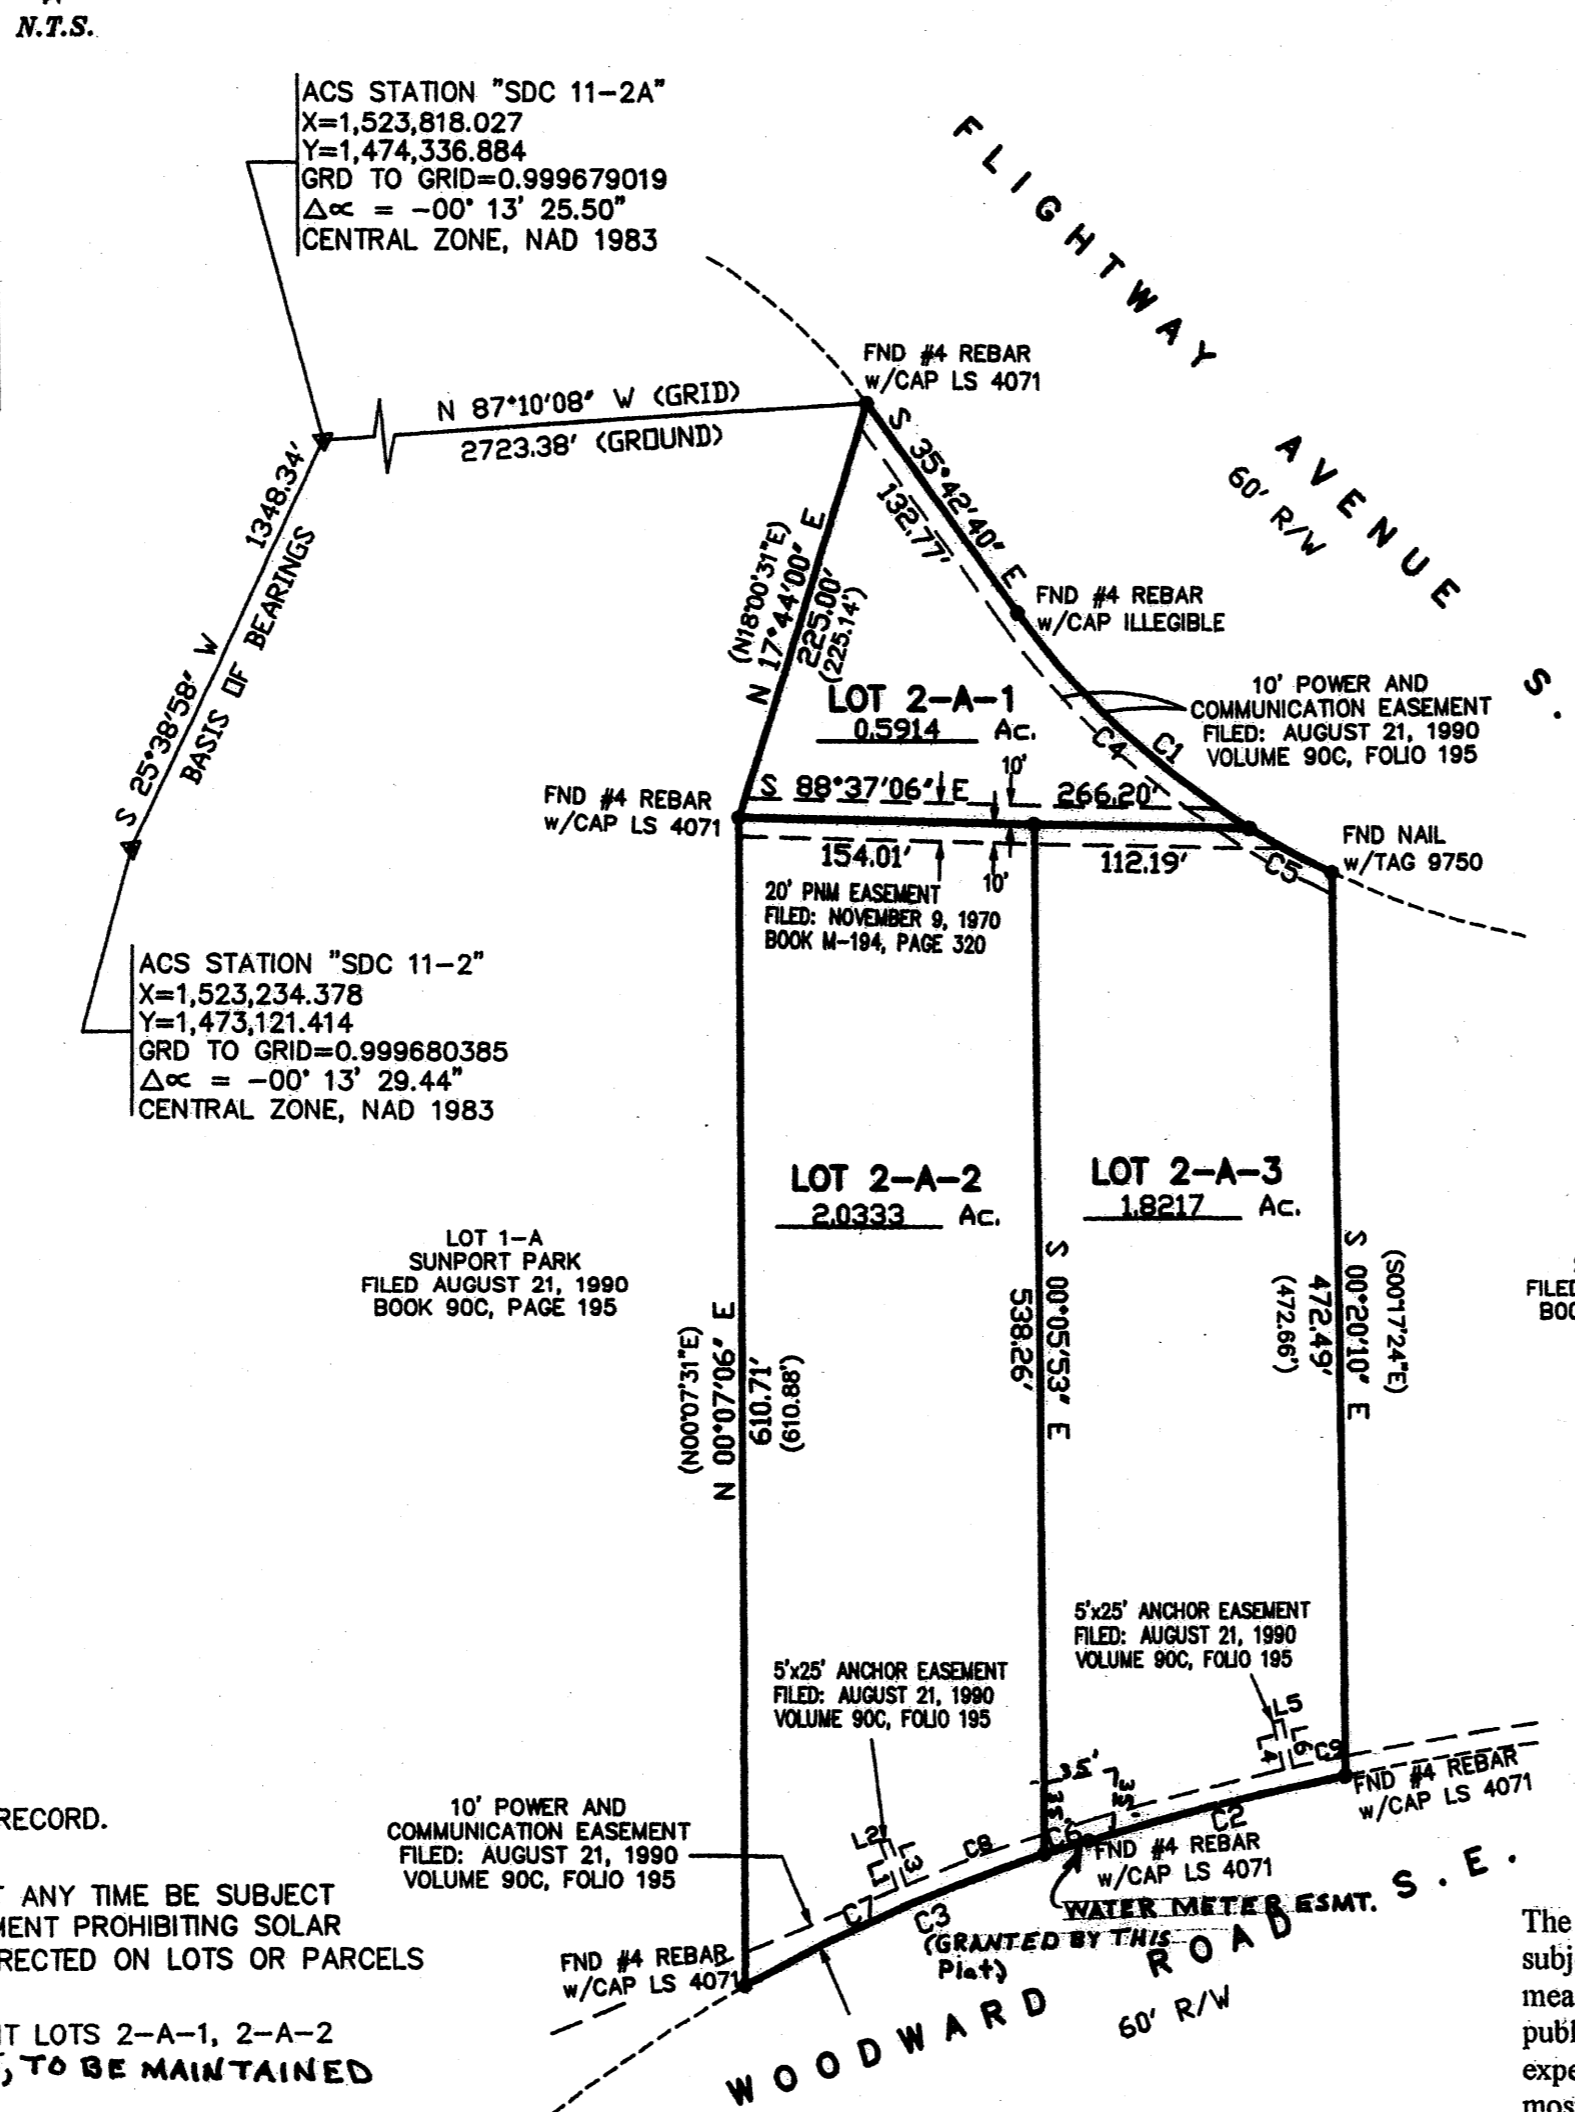 N.T.S.
ACS STATION "SDC 11-2A"
X=1,523,818.027
Y=1,474,336.884
GRD TO GRID=0.999679019
Δ∝ = -00° 13' 25.50"
CENTRAL ZONE, NAD 1983
FLIGHTWAY AVENUE S.
60' R/W
FND #4 REBAR
w/CAP LS 4071
N 87°10'08" W (GRID)
2723.38' (GROUND)
1348.34'
S 25°38'58" W
BASIS OF BEARINGS
S 35°42'40" E
132.77'
(N18°00'31"E)
N 17°44'00" E
225.00'
(225.14')
FND #4 REBAR
w/CAP ILLEGIBLE
LOT 2-A-1
0.5914 Ac.
10' POWER AND
COMMUNICATION EASEMENT
FILED: AUGUST 21, 1990
VOLUME 90C, FOLIO 195
C4
C1
10'
S 88°37'06" E
266.20'
FND #4 REBAR
w/CAP LS 4071
FND NAIL
w/TAG 9750
C5
154.01'
112.19'
10'
20' PNM EASEMENT
FILED: NOVEMBER 9, 1970
BOOK M-194, PAGE 320
ACS STATION "SDC 11-2"
X=1,523,234.378
Y=1,473,121.414
GRD TO GRID=0.999680385
Δ∝ = -00° 13' 29.44"
CENTRAL ZONE, NAD 1983
LOT 2-A-2
2.0333 Ac.
LOT 2-A-3
1.8217 Ac.
LOT 1-A
SUNPORT PARK
FILED AUGUST 21, 1990
BOOK 90C, PAGE 195
FILED
BOO
(N00°07'31"E)
N 00°07'06" E
610.71'
(610.88')
S 00°05'53" E
538.26'
S 00°20'10" E
472.49'
(472.66')
(S00°17'24"E)
5'x25' ANCHOR EASEMENT
FILED: AUGUST 21, 1990
VOLUME 90C, FOLIO 195
5'x25' ANCHOR EASEMENT
FILED: AUGUST 21, 1990
VOLUME 90C, FOLIO 195
L5
L4
L6
C9
35'
35'
35'
FND #4 REBAR
w/CAP LS 4071
C2
C6
FND #4 REBAR
w/CAP LS 4071
10' POWER AND
COMMUNICATION EASEMENT
FILED: AUGUST 21, 1990
VOLUME 90C, FOLIO 195
L2
L1
L3
C8
C7
C3
WATER METER ESMT.
(GRANTED BY THIS
Plat)
FND #4 REBAR
w/CAP LS 4071
WOODWARD ROAD S.E.
60' R/W
RECORD.
T ANY TIME BE SUBJECT
MENT PROHIBITING SOLAR
RECTED ON LOTS OR PARCELS
IT LOTS 2-A-1, 2-A-2
, TO BE MAINTAINED
The
subj
mea
publ
expe
mos